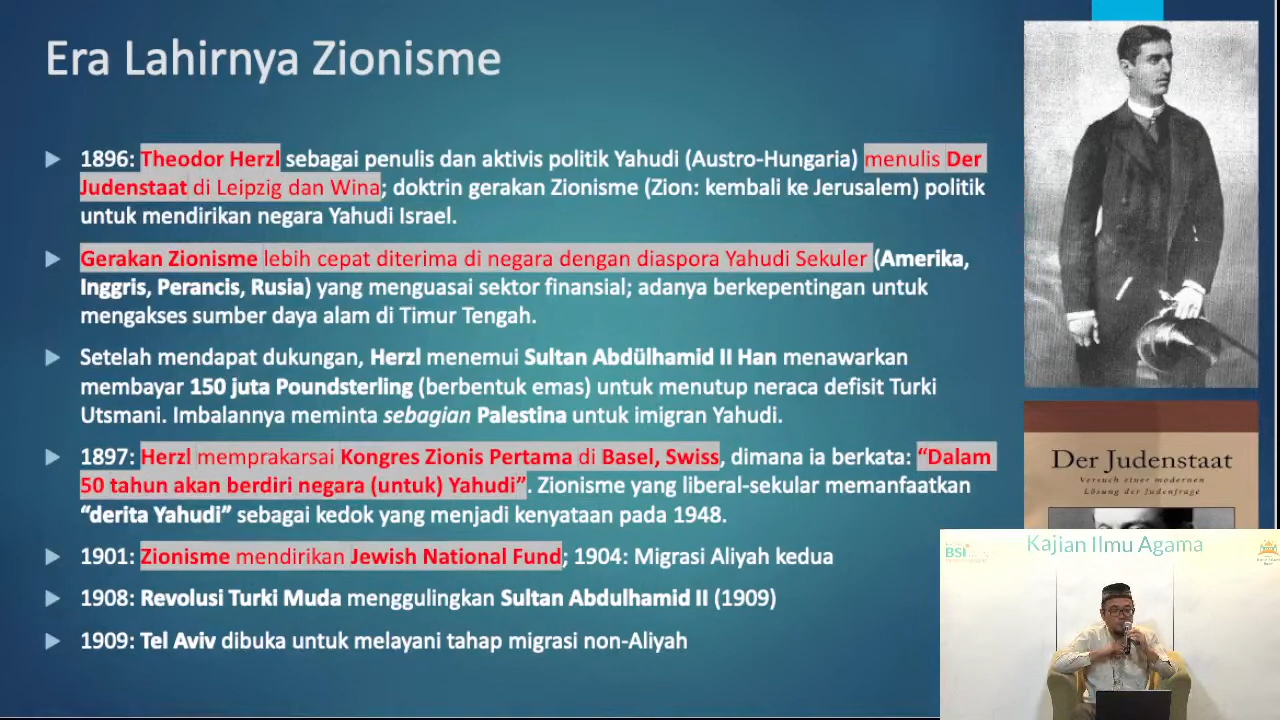 Era Lahirnya Zionisme
1896: Theodor Herzl sebagai penulis dan aktivis politik Yahudi (Austro-Hungaria) menulis Der
Judenstaat di Leipzig dan Wina; doktrin gerakan Zionisme (Zion: kembali ke Jerusalem) politik
untuk mendirikan negara Yahudi Israel.
Gerakan Zionisme lebih cepat diterima di negara dengan diaspora Yahudi Sekuler (Amerika,
Inggris, Perancis, Rusia) yang menguasai sektor finansial; adanya berkepentingan untuk
mengakses sumber daya alam di Timur Tengah.
Setelah mendapat dukungan, Herzl menemui Sultan Abdülhamid II Han menawarkan
membayar 150 juta Poundsterling (berbentuk emas) untuk menutup neraca defisit Turki
Utsmani. Imbalannya meminta sebagian Palestina untuk imigran Yahudi.
1897: Herzl memprakarsai Kongres Zionis Pertama di Basel, Swiss, dimana ia berkata: “Dalam
50 tahun akan berdiri negara (untuk) Yahudi”. Zionisme yang liberal-sekular memanfaatkan
“derita Yahudi” sebagai kedok yang menjadi kenyataan pada 1948.
1901: Zionisme mendirikan Jewish National Fund; 1904: Migrasi Aliyah kedua
1908: Revolusi Turki Muda menggulingkan Sultan Abdulhamid II (1909)
1909: Tel Aviv dibuka untuk melayani tahap migrasi non-Aliyah
Der Judenstaat
Versuch einer modernen
Lösung der Judenfrage
BSI
Kajian Ilmu Agama